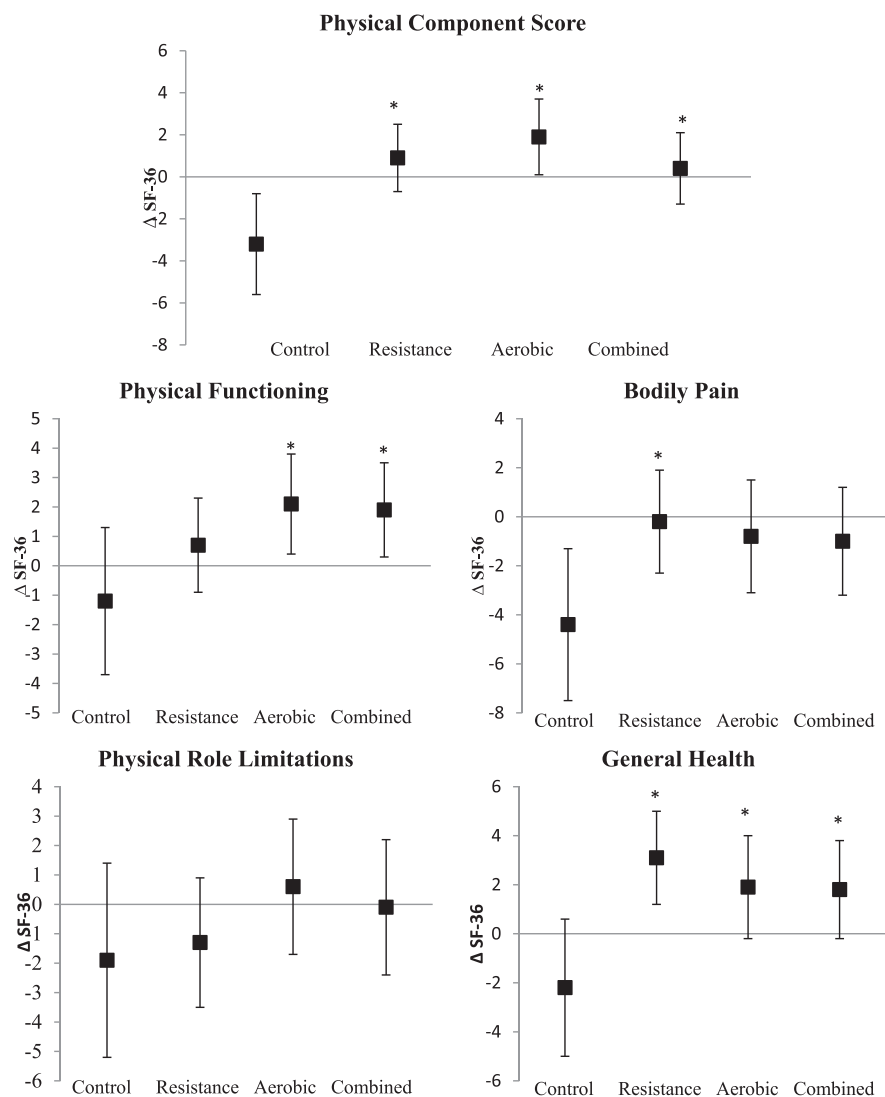 Physical Component Score
6
4
2
0
-2
-4
-6
-8
Δ SF-36
* * *
Control Resistance Aerobic Combined
Physical Functioning
5
4
3
2
1
0
-1
-2
-3
-4
-5
Δ SF-36
* *
Control Resistance Aerobic Combined
Bodily Pain
4
2
0
-2
-4
-6
-8
Δ SF-36
*
Control Resistance Aerobic Combined
Physical Role Limitations
4
3
2
1
0
-1
-2
-3
-4
-5
-6
Δ SF-36
Control Resistance Aerobic Combined
General Health
6
4
2
0
-2
-4
-6
Δ SF-36
* * *
Control Resistance Aerobic Combined